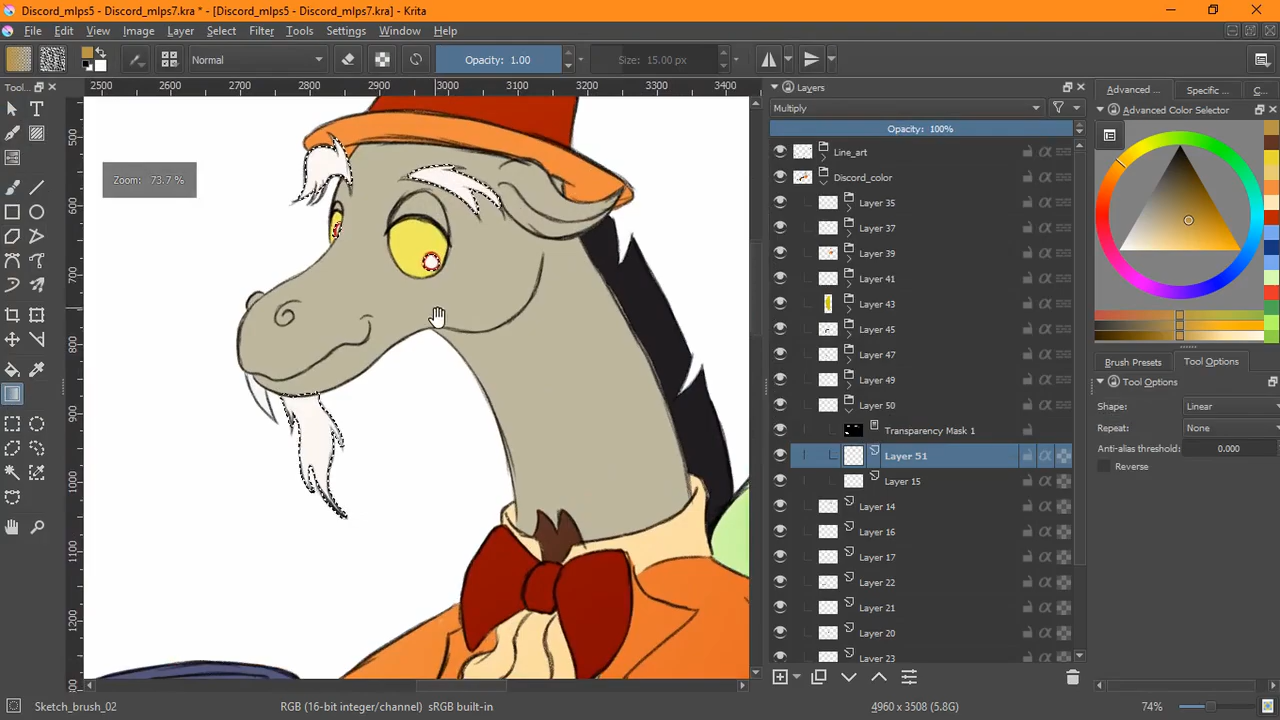 Discord_mlps5 - Discord_mlps7.kra * - [Discord_mlps5 - Discord_mlps7.kra] - Krita
File Edit View Image Layer Select Filter Tools Settings Window Help
Normal Opacity: 1.00 Size: 15.00 px
Tool...
2500 2600 2700 2800 2900 3000 3100 3200 3300 3400
500
600
700
800
900
1000
1100
1200
Zoom: 73.7 %
Layers
Multiply
Opacity: 100%
Line_art
Discord_color
Layer 35
Layer 37
Layer 39
Layer 41
Layer 43
Layer 45
Layer 47
Layer 49
Layer 50
Transparency Mask 1
Layer 51
Layer 15
Layer 14
Layer 16
Layer 17
Layer 22
Layer 21
Layer 20
Layer 23
Advanced ... Specific ... C...
Advanced Color Selector
Brush Presets Tool Options
Tool Options
Shape: Linear
Repeat: None
Anti-alias threshold: 0.000
Reverse
Sketch_brush_02 RGB (16-bit integer/channel) sRGB built-in 4960 x 3508 (5.8G) 74%